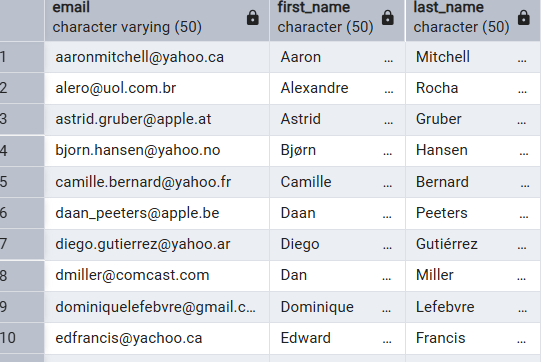 email first_name last_name
character varying (50) character (50) character (50)
1 aaronmitchell@yahoo.ca Aaron ... Mitchell ...
2 alero@uol.com.br Alexandre ... Rocha ...
3 astrid.gruber@apple.at Astrid ... Gruber ...
4 bjorn.hansen@yahoo.no Bjørn ... Hansen ...
5 camille.bernard@yahoo.fr Camille ... Bernard ...
6 daan_peeters@apple.be Daan ... Peeters ...
7 diego.gutierrez@yahoo.ar Diego ... Gutiérrez ...
8 dmiller@comcast.com Dan ... Miller ...
9 dominiquelefebvre@gmail.c... Dominique ... Lefebvre ...
10 edfrancis@yachoo.ca Edward ... Francis ...